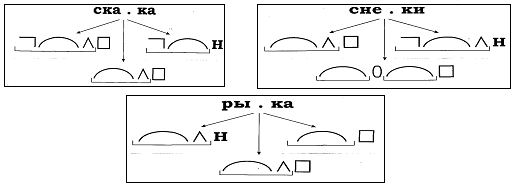 ска . ка
Н
сне . ки
Н
О
ры . ка
Н